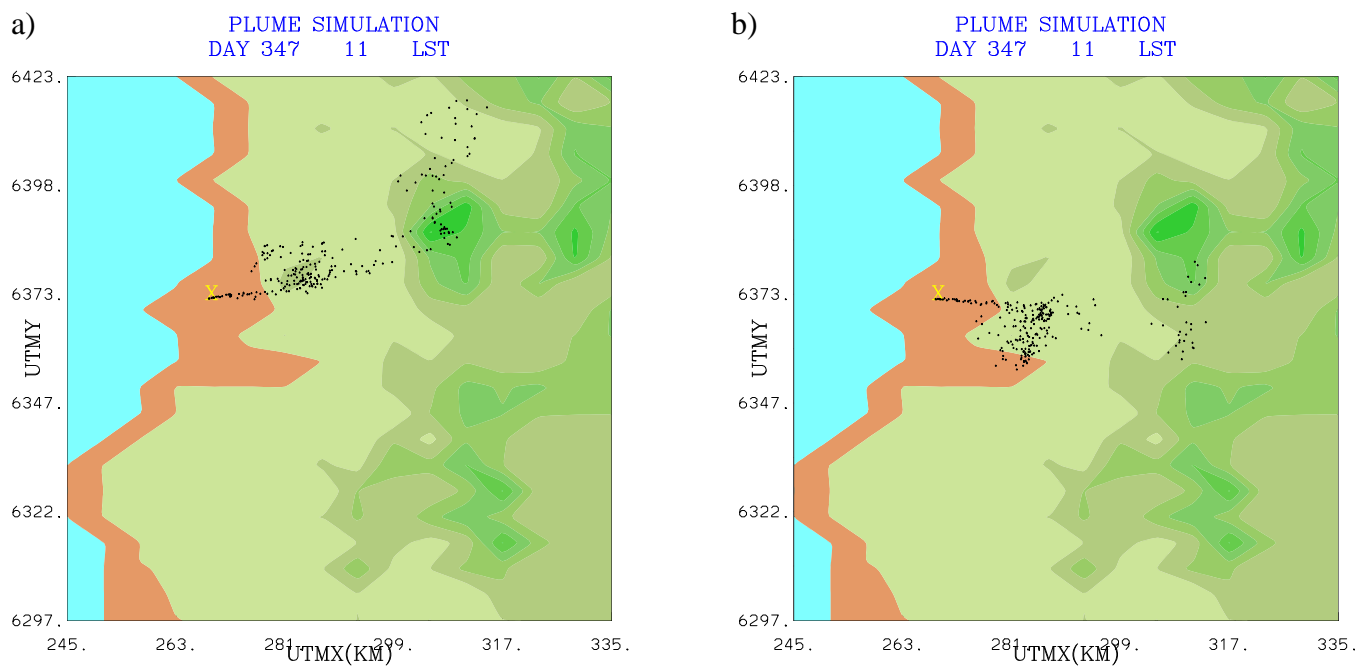 a)
PLUME SIMULATION
DAY 347 11 LST
6423.
6398.
6373.
6347.
6322.
6297.
UTMY
X
245. 263. 281. 299. 317. 335.
UTMX(KM)
b)
PLUME SIMULATION
DAY 347 11 LST
6423.
6398.
6373.
6347.
6322.
6297.
UTMY
X
245. 263. 281. 299. 317. 335.
UTMX(KM)